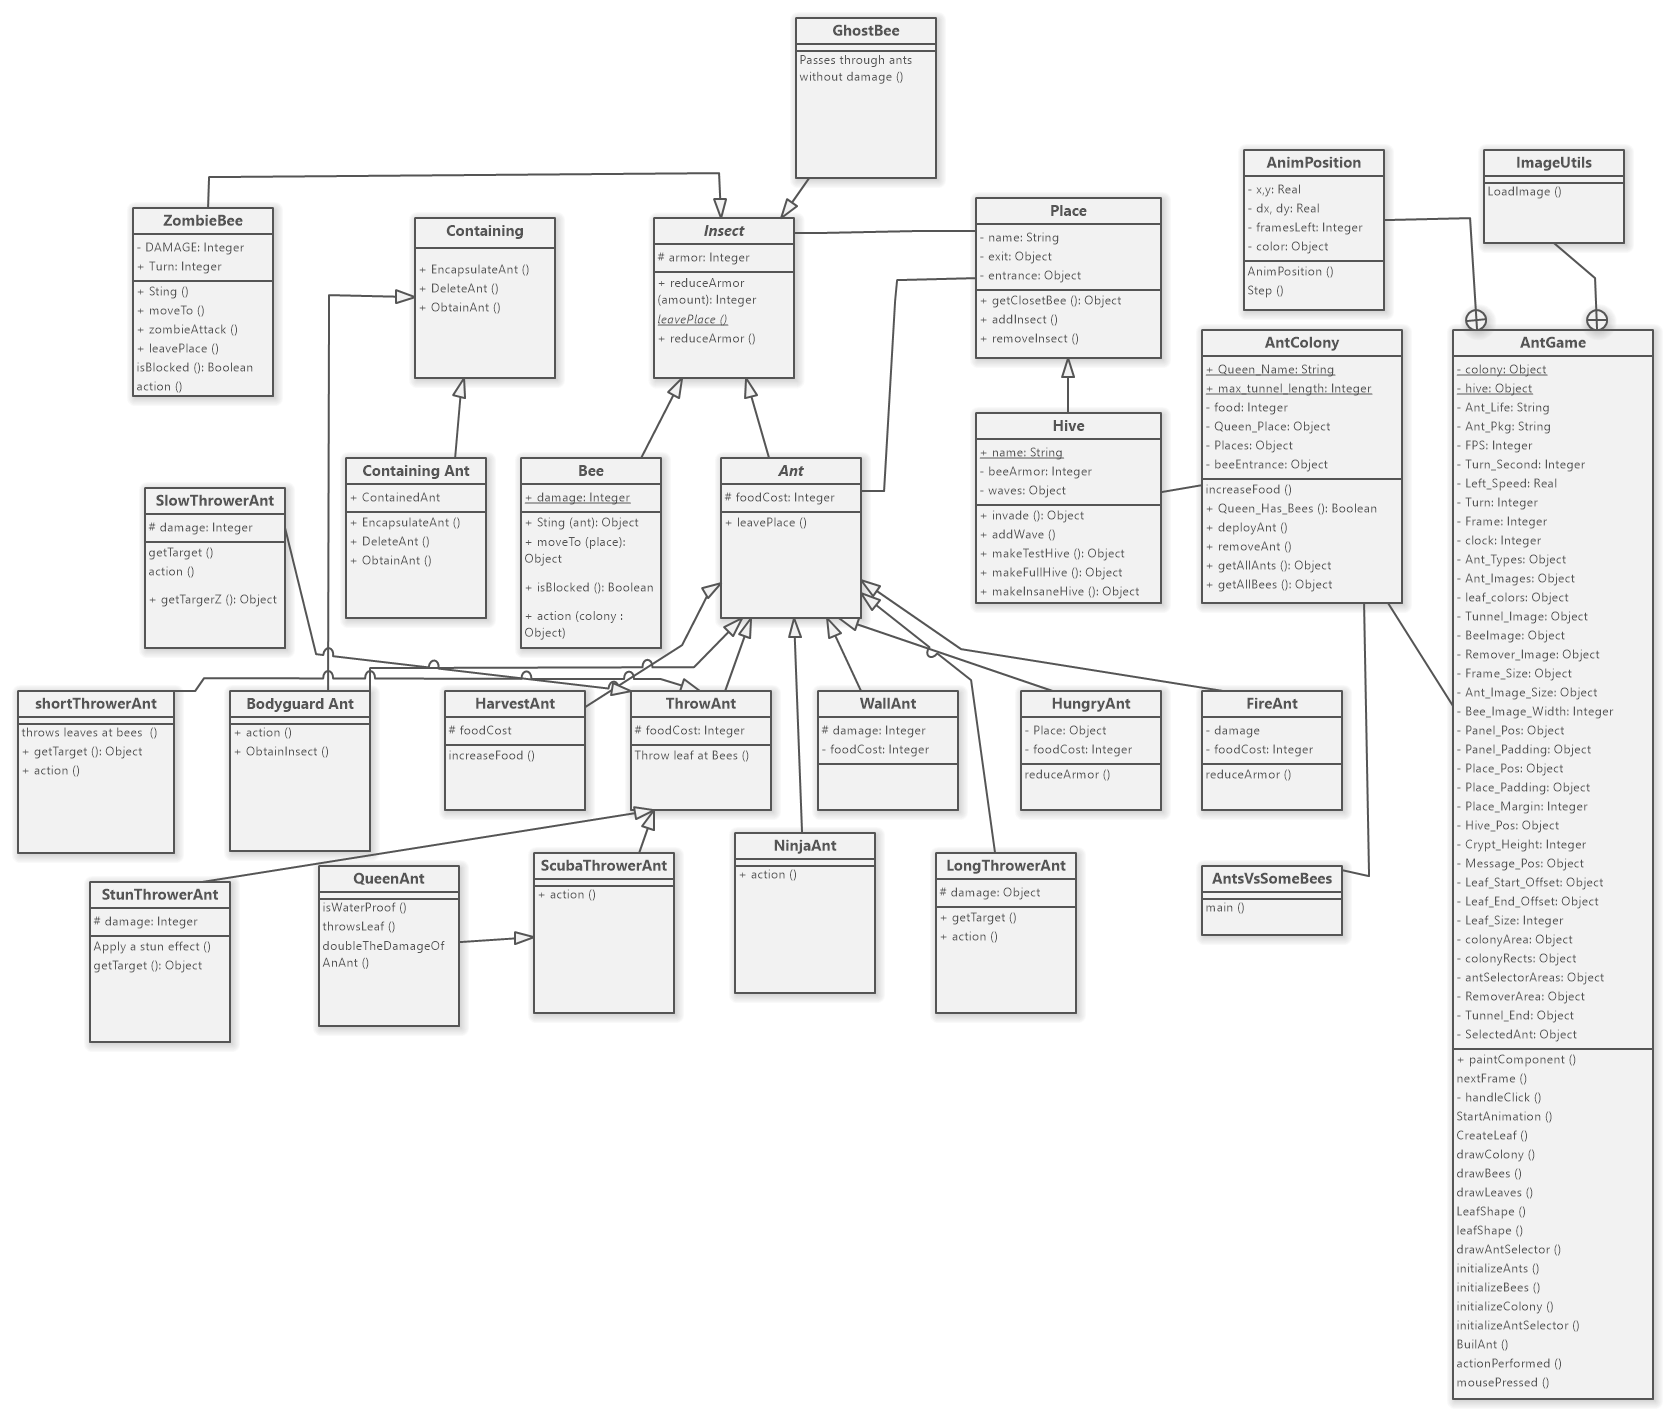 GhostBee
Passes through ants
without damage ()
ZombieBee
- DAMAGE: Integer
+ Turn: Integer
+ Sting ()
+ moveTo ()
+ zombieAttack ()
+ leavePlace ()
isBlocked (): Boolean
action ()
Containing
+ EncapsulateAnt ()
+ DeleteAnt ()
+ ObtainAnt ()
Insect
# armor: Integer
+ reduceArmor
(amount): Integer
leavePlace ()
+ reduceArmor ()
Place
- name: String
- exit: Object
- entrance: Object
+ getClosetBee (): Object
+ addInsect ()
+ removeInsect ()
AnimPosition
- x,y: Real
- dx, dy: Real
- framesLeft: Integer
- color: Object
AnimPosition ()
Step ()
ImageUtils
LoadImage ()
AntColony
+ Queen_Name: String
+ max_tunnel_length: Integer
- food: Integer
- Queen_Place: Object
- Places: Object
- beeEntrance: Object
increaseFood ()
+ Queen_Has_Bees (): Boolean
+ deployAnt ()
+ removeAnt ()
+ getAllAnts (): Object
+ getAllBees (): Object
AntGame
- colony: Object
- hive: Object
- Ant_Life: String
- Ant_Pkg: String
- FPS: Integer
- Turn_Second: Integer
- Left_Speed: Real
- Turn: Integer
- Frame: Integer
- clock: Integer
- Ant_Types: Object
- Ant_Images: Object
- leaf_colors: Object
- Tunnel_Image: Object
- BeeImage: Object
- Remover_Image: Object
- Frame_Size: Object
- Ant_Image_Size: Object
- Bee_Image_Width: Integer
- Panel_Pos: Object
- Panel_Padding: Object
- Place_Pos: Object
- Place_Padding: Object
- Place_Margin: Integer
- Hive_Pos: Object
- Crypt_Height: Integer
- Message_Pos: Object
- Leaf_Start_Offset: Object
- Leaf_End_Offset: Object
- Leaf_Size: Integer
- colonyArea: Object
- colonyRects: Object
- antSelectorAreas: Object
- RemoverArea: Object
- Tunnel_End: Object
- SelectedAnt: Object
+ paintComponent ()
nextFrame ()
- handleClick ()
StartAnimation ()
CreateLeaf ()
drawColony ()
drawBees ()
drawLeaves ()
LeafShape ()
leafShape ()
drawAntSelector ()
initializeAnts ()
initializeBees ()
initializeColony ()
initializeAntSelector ()
BuilAnt ()
actionPerformed ()
mousePressed ()
Hive
+ name: String
- beeArmor: Integer
- waves: Object
+ invade (): Object
+ addWave ()
+ makeTestHive (): Object
+ makeFullHive (): Object
+ makeInsaneHive (): Object
SlowThrowerAnt
# damage: Integer
getTarget ()
action ()
+ getTargerZ (): Object
Containing Ant
+ ContainedAnt
+ EncapsulateAnt ()
+ DeleteAnt ()
+ ObtainAnt ()
Bee
+ damage: Integer
+ Sting (ant): Object
+ moveTo (place):
Object
+ isBlocked (): Boolean
+ action (colony :
Object)
Ant
# foodCost: Integer
+ leavePlace ()
shortThrowerAnt
throws leaves at bees ()
+ getTarget (): Object
+ action ()
Bodyguard Ant
+ action ()
+ ObtainInsect ()
HarvestAnt
# foodCost
increaseFood ()
ThrowAnt
# foodCost: Integer
Throw leaf at Bees ()
WallAnt
# damage: Integer
- foodCost: Integer
HungryAnt
- Place: Object
- foodCost: Integer
reduceArmor ()
FireAnt
- damage
- foodCost: Integer
reduceArmor ()
StunThrowerAnt
# damage: Integer
Apply a stun effect ()
getTarget (): Object
QueenAnt
isWaterProof ()
throwsLeaf ()
doubleTheDamageOf
AnAnt ()
ScubaThrowerAnt
+ action ()
NinjaAnt
+ action ()
LongThrowerAnt
# damage: Object
+ getTarget ()
+ action ()
AntsVsSomeBees
main ()